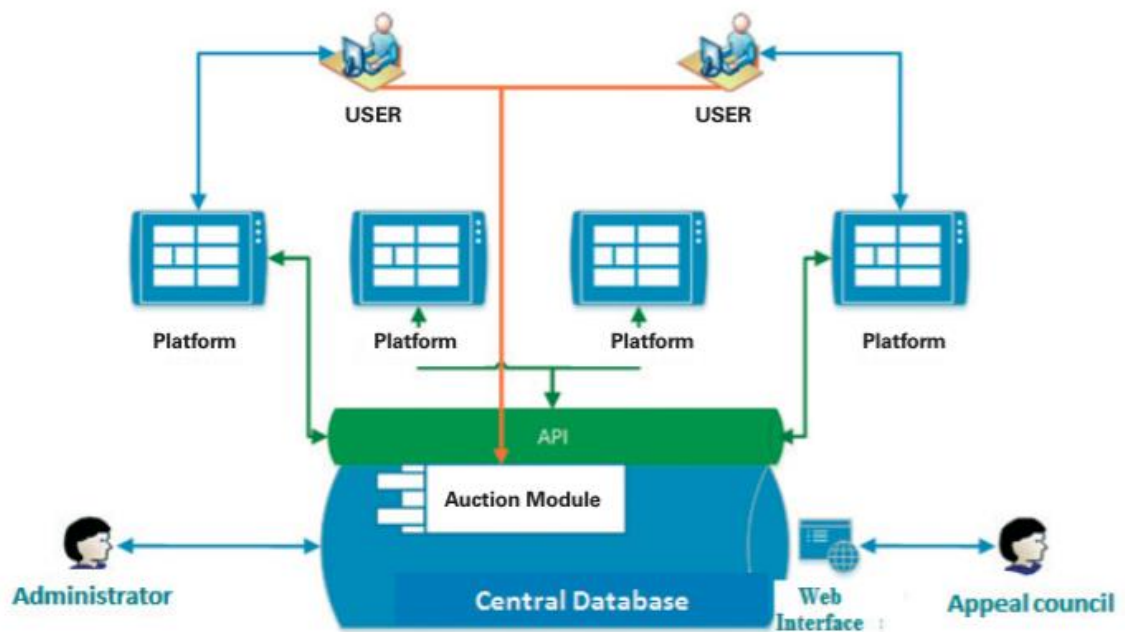 USER
USER
Platform
Platform
Platform
Platform
API
Auction Module
Administrator
Central Database
Web
Interface
Appeal council